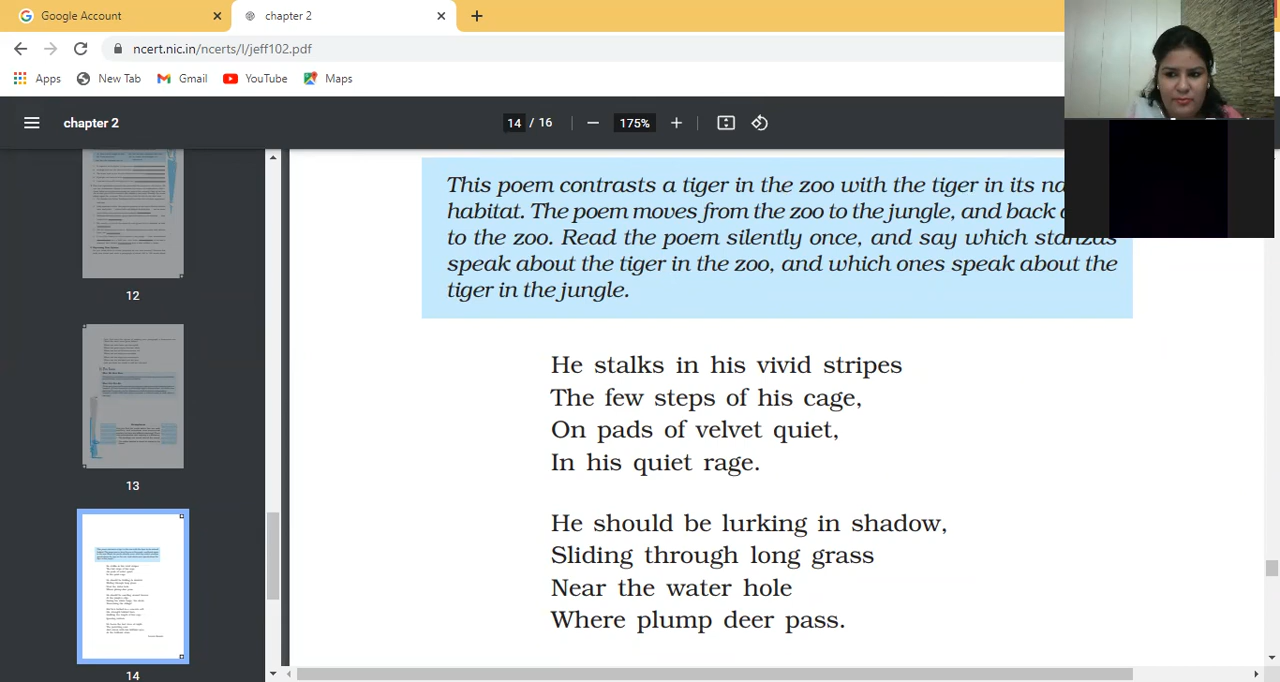 Google Account
chapter 2
ncert.nic.in/ncerts/l/jeff102.pdf
Apps New Tab Gmail YouTube Maps
chapter 2
14 / 16
175%
12
13
14
This poem contrasts a tiger in the zoo with the tiger in its
habitat. The poem moves from the zoo to the jungle, and back
to the zoo. Read the poem silently once, and say which stanzas
speak about the tiger in the zoo, and which ones speak about the
tiger in the jungle.
He stalks in his vivid stripes
The few steps of his cage,
On pads of velvet quiet,
In his quiet rage.
He should be lurking in shadow,
Sliding through long grass
Near the water hole
Where plump deer pass.